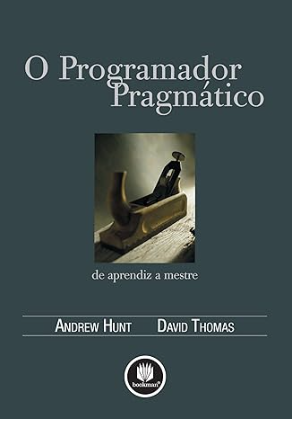 O Programador
Pragmático
de aprendiz a mestre
ANDREW HUNT DAVID THOMAS
bookman